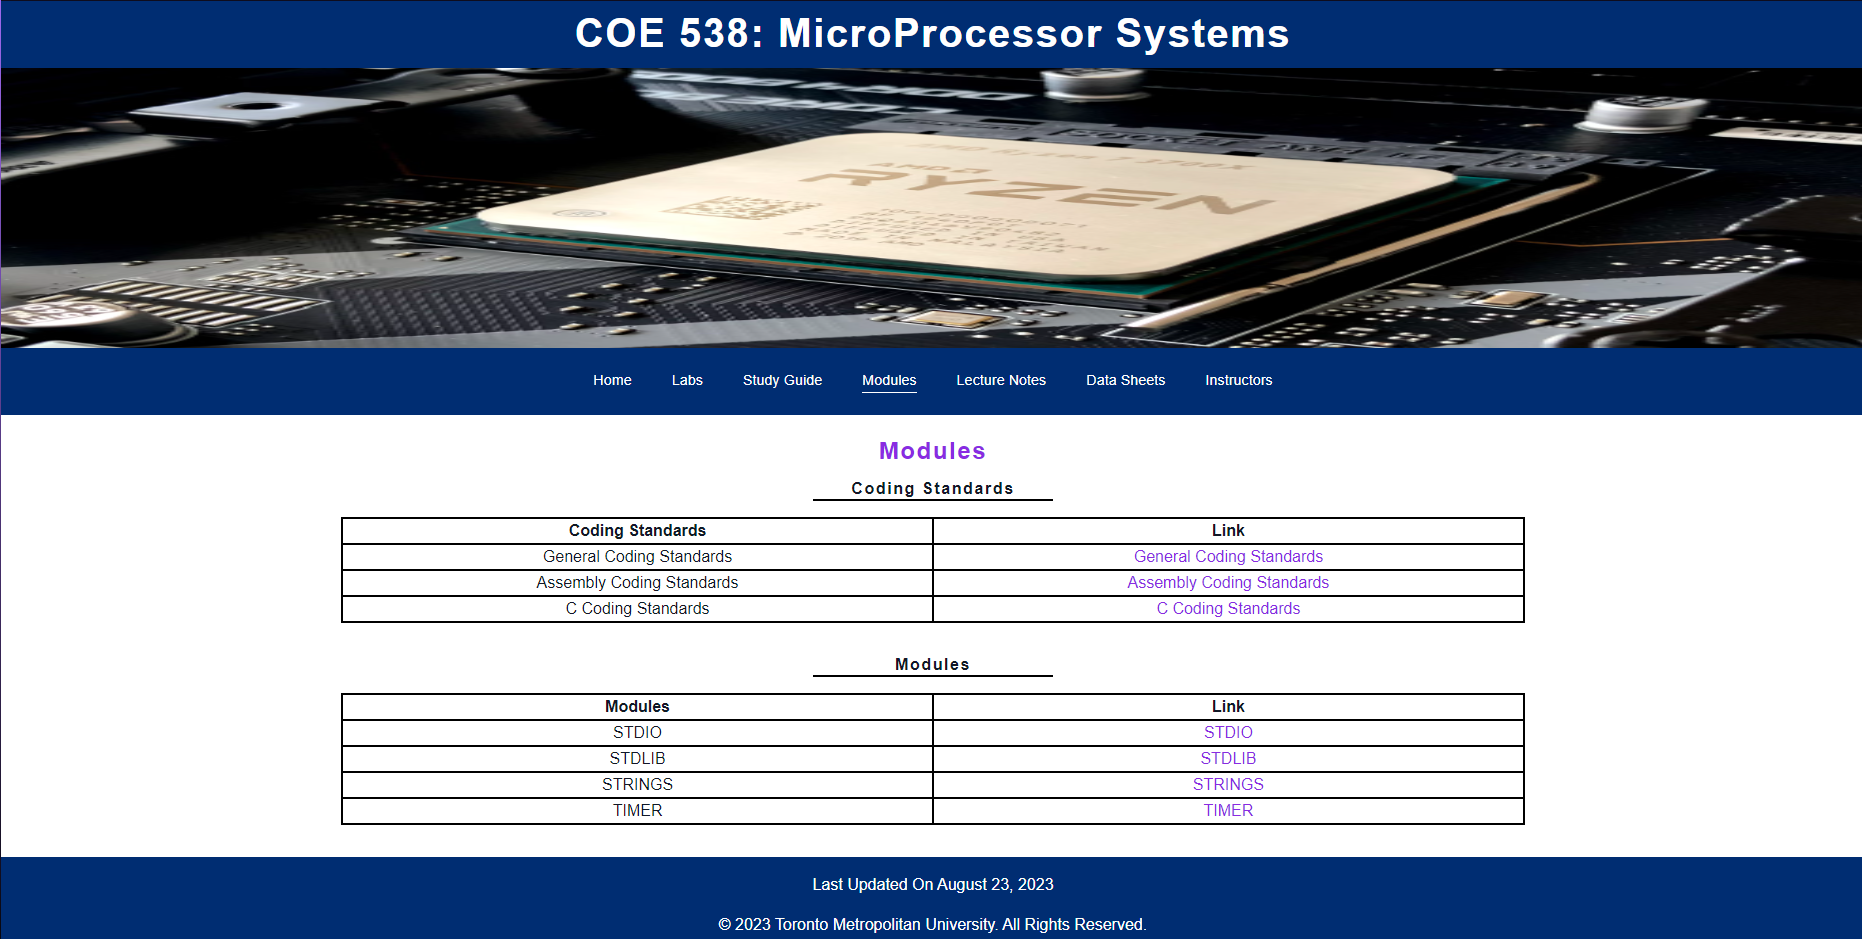 COE 538: MicroProcessor Systems
AMD
RYZEN
Home Labs Study Guide Modules Lecture Notes Data Sheets Instructors
Modules
Coding Standards
Coding Standards Link
General Coding Standards General Coding Standards
Assembly Coding Standards Assembly Coding Standards
C Coding Standards C Coding Standards
Modules
Modules Link
STDIO STDIO
STDLIB STDLIB
STRINGS STRINGS
TIMER TIMER
Last Updated On August 23, 2023
© 2023 Toronto Metropolitan University. All Rights Reserved.